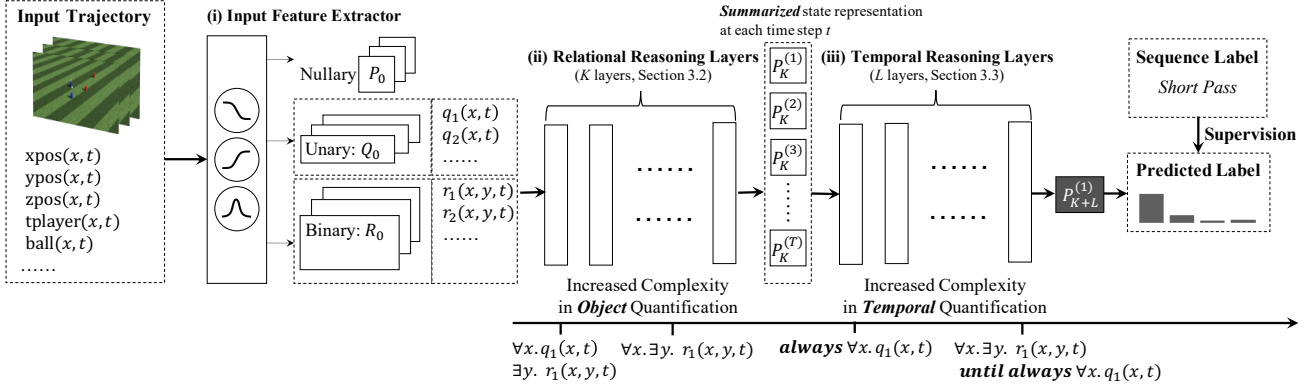 Input Trajectory
xpos(x, t)
ypos(x, t)
zpos(x, t)
tplayer(x, t)
ball(x, t)
……
(i) Input Feature Extractor
Nullary P₀
Unary: Q₀
q₁(x, t)
q₂(x, t)
……
Binary: R₀
r₁(x, y, t)
r₂(x, y, t)
……
(ii) Relational Reasoning Layers
(K layers, Section 3.2)
……
……
Increased Complexity
in Object Quantification
Summarized state representation
at each time step t
P_K^(1)
P_K^(2)
P_K^(3)
……
P_K^(T)
(iii) Temporal Reasoning Layers
(L layers, Section 3.3)
……
……
Increased Complexity
in Temporal Quantification
P_{K+L}^(1)
Sequence Label
Short Pass
Supervision
Predicted Label
∀x. q₁(x, t)
∃y. r₁(x, y, t)
∀x. ∃y. r₁(x, y, t)
always ∀x. q₁(x, t)
∀x. ∃y. r₁(x, y, t)
until always ∀x. q₁(x, t)